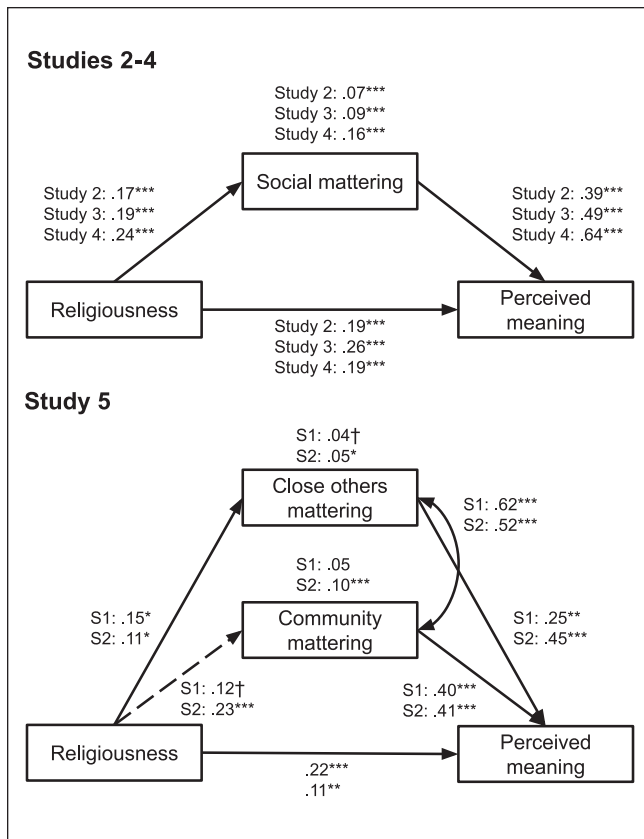 Studies 2-4
Study 2: .07***
Study 3: .09***
Study 4: .16***
Social mattering
Study 2: .17***
Study 3: .19***
Study 4: .24***
Study 2: .39***
Study 3: .49***
Study 4: .64***
Religiousness
Perceived
meaning
Study 2: .19***
Study 3: .26***
Study 4: .19***
Study 5
S1: .04†
S2: .05*
Close others
mattering
S1: .62***
S2: .52***
S1: .05
S2: .10***
Community
mattering
S1: .15*
S2: .11*
S1: .25**
S2: .45***
S1: .12†
S2: .23***
S1: .40***
S2: .41***
Religiousness
Perceived
meaning
.22***
.11**